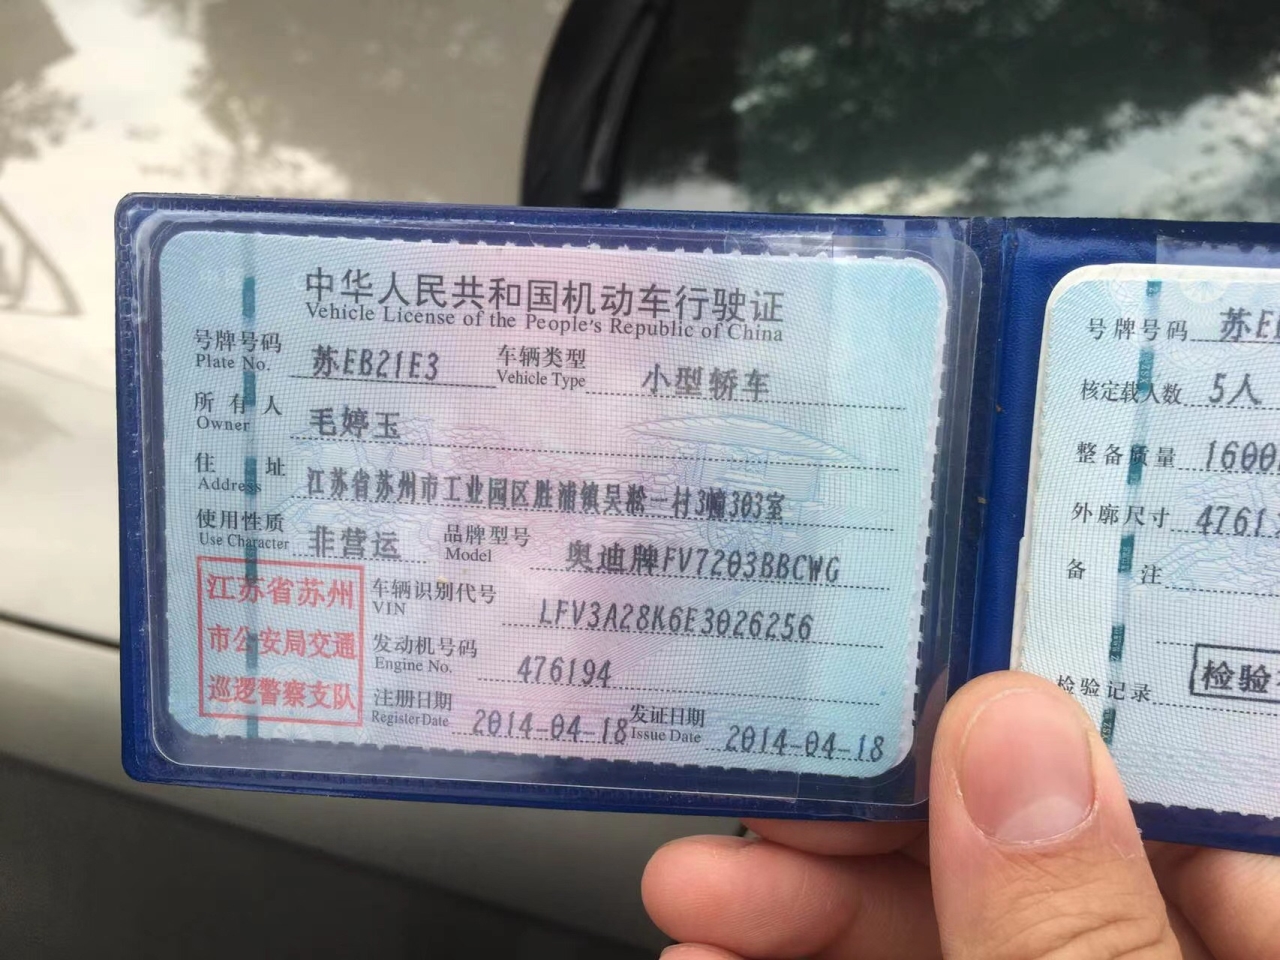 中华人民共和国机动车行驶证
Vehicle License of the People's Republic of China
号牌号码 苏EB21E3 车辆类型 小型轿车
Plate No. Vehicle Type
所有人 毛婷玉
Owner
住址 江苏省苏州市工业园区胜浦镇吴淞一村3幢303室
Address
使用性质 非营运 品牌型号 奥迪牌FV7203BBCWG
Use Character Model
江苏省苏州
市公安局交通
巡逻警察支队
车辆识别代号 LFV3A28K6E3026256
VIN
发动机号码 476194
Engine No.
注册日期 2014-04-18 发证日期 2014-04-18
Register Date Issue Date
号牌号码 苏E
核定载人数 5人
整备质量 1600
外廓尺寸 4761
备注
检验记录 检验